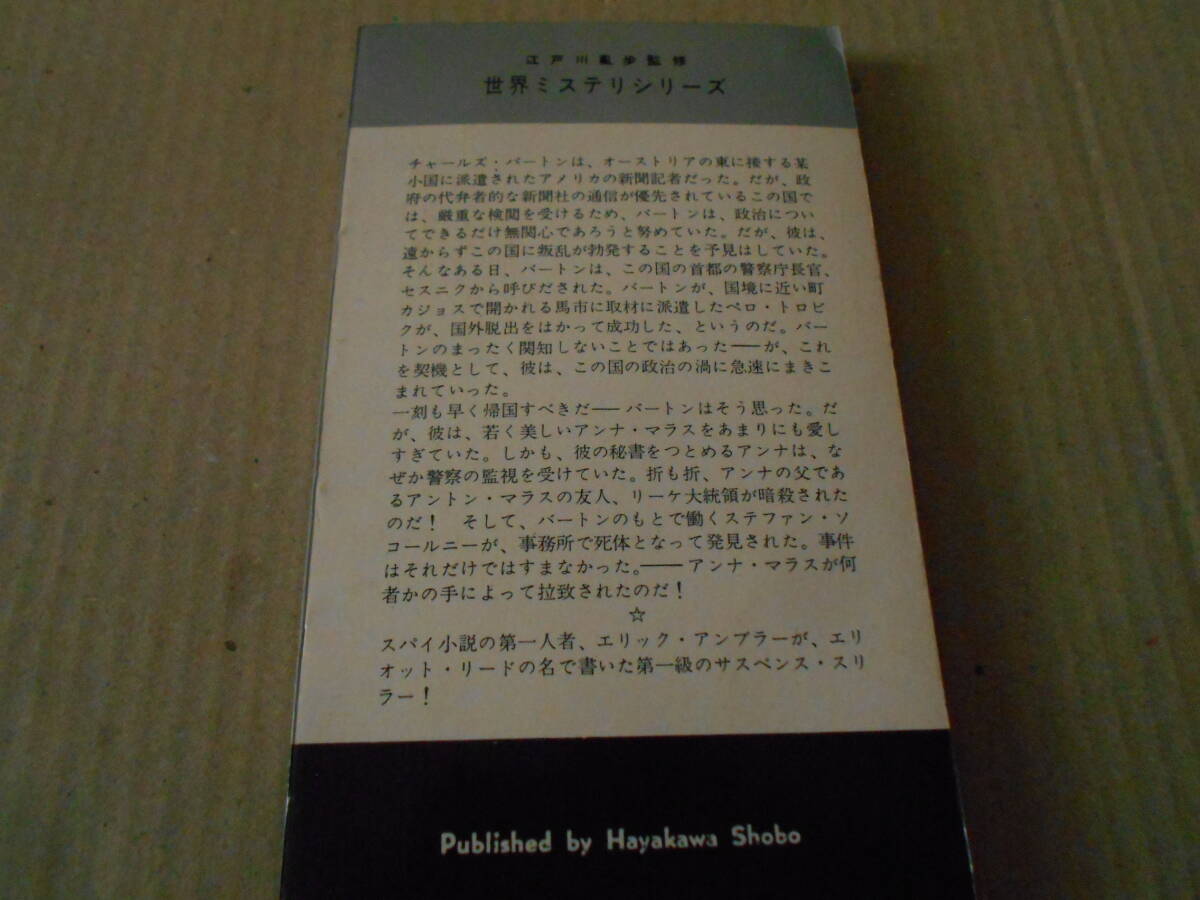 江戸川亂歩監修
世界ミステリシリーズ
チャールズ・バートンは、オーストリアの東に接する某
小国に派遣されたアメリカの新聞記者だった。だが、政
府の代弁者的な新聞社の通信が優先されているこの国で
は、厳重な検閲を受けるため、バートンは、政治につい
てできるだけ無関心であろうと努めていた。だが、彼は、
遠からずこの国に叛乱が勃発することを予見はしていた。
そんなある日、バートンは、この国の首都の警察庁長官、
セスニクから呼びだされた。バートンが、国境に近い町
カジョスで開かれる馬市に取材に派遣したペロ・トロビ
クが、国外脱出をはかって成功した、というのだ。バー
トンのまったく関知しないことではあった――が、これ
を契機として、彼は、この国の政治の渦に急速にまきこ
まれていった。
一刻も早く帰国すべきだ――バートンはそう思った。だ
が、彼は、若く美しいアンナ・マラスをあまりにも愛し
すぎていた。しかも、彼の秘書をつとめるアンナは、な
ぜか警察の監視を受けていた。折も折、アンナの父であ
るアントン・マラスの友人、リーケ大統領が暗殺された
のだ！　そして、バートンのもとで働くステファン・ソ
コールニーが、事務所で死体となって発見された。事件
はそれだけではすまなかった。――アンナ・マラスが何
者かの手によって拉致されたのだ！
☆
スパイ小説の第一人者、エリック・アンブラーが、エリ
オット・リードの名で書いた第一級のサスペンス・スリ
ラー！
Published by Hayakawa Shobo